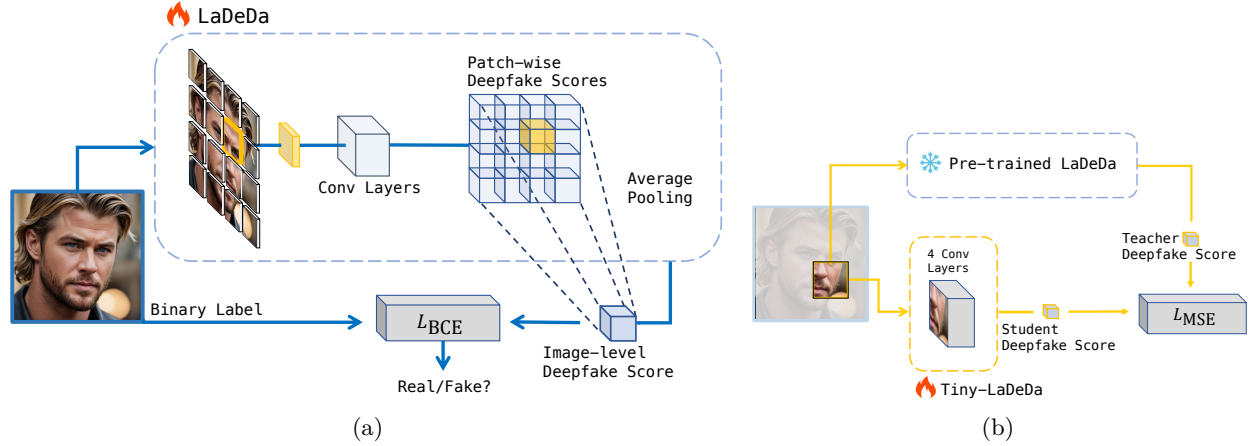 LaDeDa
Patch-wise
Deepfake Scores
Conv Layers
Average
Pooling
Binary Label
L_BCE
Image-level
Deepfake Score
Real/Fake?
(a)
Pre-trained LaDeDa
4 Conv
Layers
Teacher
Deepfake Score
Student
Deepfake Score
L_MSE
Tiny-LaDeDa
(b)